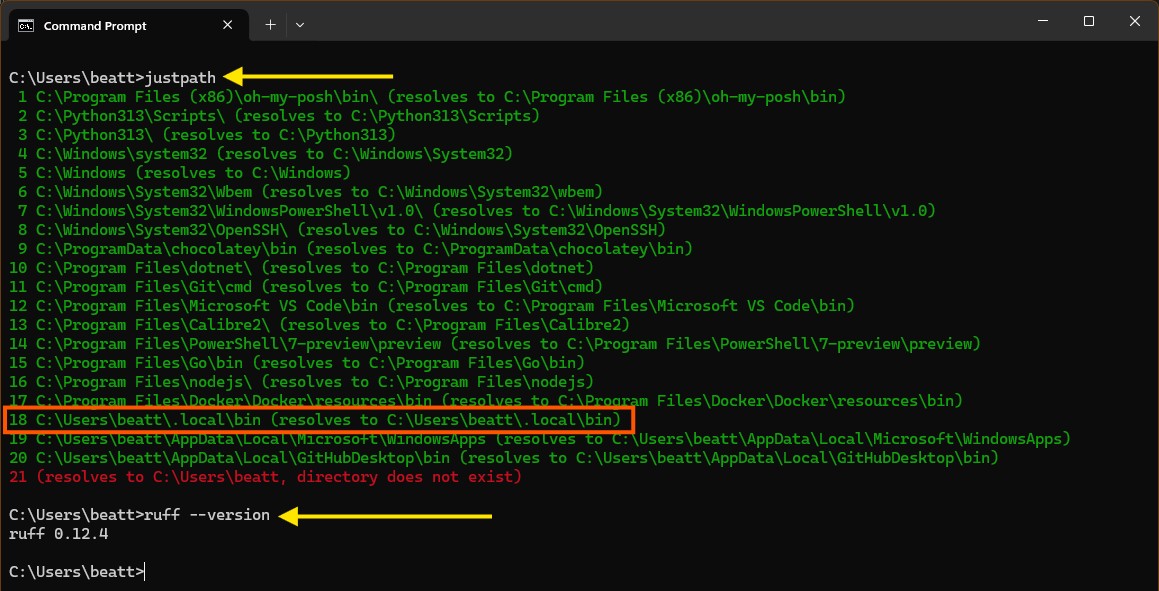 Command Prompt
C:\Users\beatt>justpath
1 C:\Program Files (x86)\oh-my-posh\bin\ (resolves to C:\Program Files (x86)\oh-my-posh\bin)
2 C:\Python313\Scripts\ (resolves to C:\Python313\Scripts)
3 C:\Python313\ (resolves to C:\Python313)
4 C:\Windows\system32 (resolves to C:\Windows\System32)
5 C:\Windows (resolves to C:\Windows)
6 C:\Windows\System32\Wbem (resolves to C:\Windows\System32\wbem)
7 C:\Windows\System32\WindowsPowerShell\v1.0\ (resolves to C:\Windows\System32\WindowsPowerShell\v1.0)
8 C:\Windows\System32\OpenSSH\ (resolves to C:\Windows\System32\OpenSSH)
9 C:\ProgramData\chocolatey\bin (resolves to C:\ProgramData\chocolatey\bin)
10 C:\Program Files\dotnet\ (resolves to C:\Program Files\dotnet)
11 C:\Program Files\Git\cmd (resolves to C:\Program Files\Git\cmd)
12 C:\Program Files\Microsoft VS Code\bin (resolves to C:\Program Files\Microsoft VS Code\bin)
13 C:\Program Files\Calibre2\ (resolves to C:\Program Files\Calibre2)
14 C:\Program Files\PowerShell\7-preview\preview (resolves to C:\Program Files\PowerShell\7-preview\preview)
15 C:\Program Files\Go\bin (resolves to C:\Program Files\Go\bin)
16 C:\Program Files\nodejs\ (resolves to C:\Program Files\nodejs)
17 C:\Program Files\Docker\Docker\resources\bin (resolves to C:\Program Files\Docker\Docker\resources\bin)
18 C:\Users\beatt\.local\bin (resolves to C:\Users\beatt\.local\bin)
19 C:\Users\beatt\AppData\Local\Microsoft\WindowsApps (resolves to C:\Users\beatt\AppData\Local\Microsoft\WindowsApps)
20 C:\Users\beatt\AppData\Local\GitHubDesktop\bin (resolves to C:\Users\beatt\AppData\Local\GitHubDesktop\bin)
21 (resolves to C:\Users\beatt, directory does not exist)
C:\Users\beatt>ruff --version
ruff 0.12.4
C:\Users\beatt>